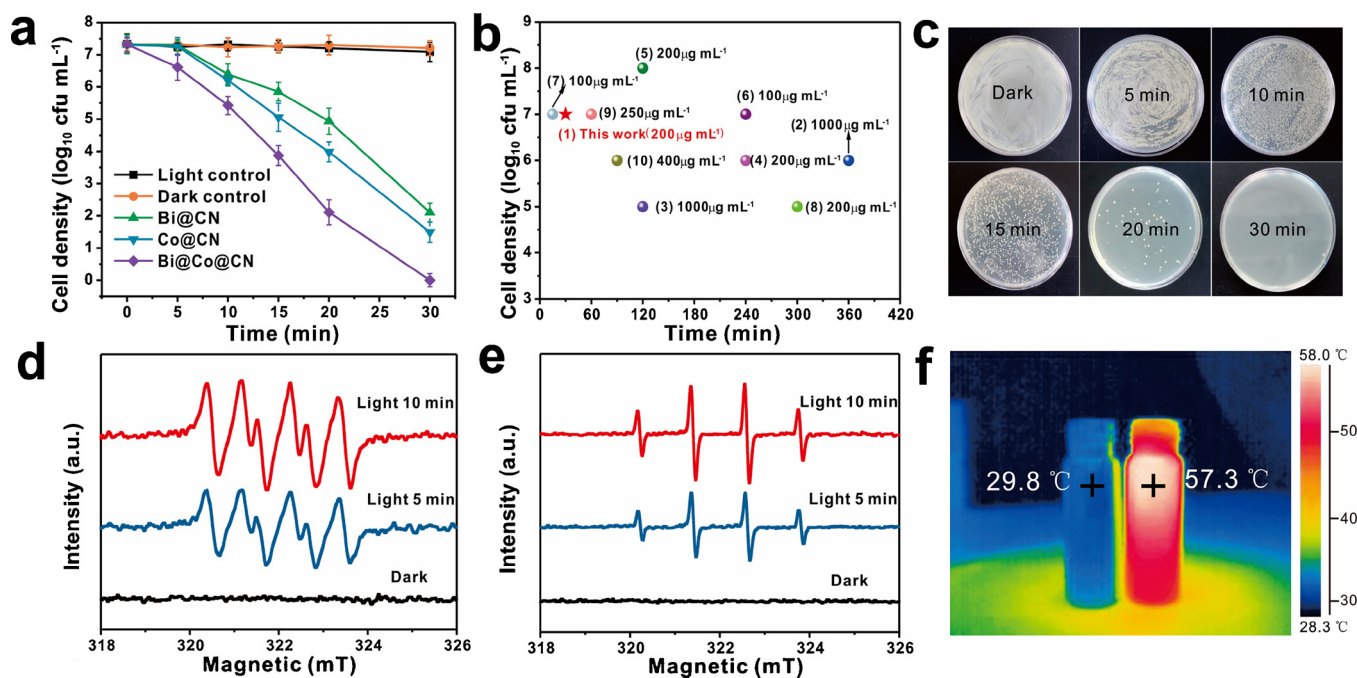 a
Cell density (log10 cfu mL-1)
8
7
6
5
4
3
2
1
0
Light control
Dark control
Bi@CN
Co@CN
Bi@Co@CN
0 5 10 15 20 25 30
Time (min)
b
Cell density (log10 cfu mL-1)
9
8
7
6
5
4
3
(5) 200μg mL-1
(7) 100μg mL-1
(6) 100μg mL-1
(9) 250μg mL-1
(2) 1000μg mL-1
(1) This work(200μg mL-1)
(10) 400μg mL-1
(4) 200μg mL-1
(3) 1000μg mL-1
(8) 200μg mL-1
0 60 120 180 240 300 360 420
Time (min)
c
Dark
5 min
10 min
15 min
20 min
30 min
d
Intensity (a.u.)
Light 10 min
Light 5 min
Dark
318 320 322 324 326
Magnetic (mT)
e
Intensity (a.u.)
Light 10 min
Light 5 min
Dark
318 320 322 324 326
Magnetic (mT)
f
29.8 ℃
57.3 ℃
58.0 ℃
50
40
30
28.3 ℃